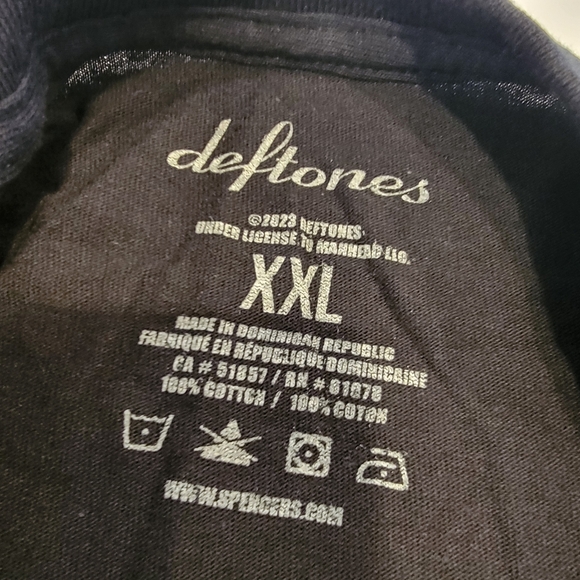 deftones
©2023 DEFTONES
UNDER LICENSE TO MANHEAD LLC.
XXL
MADE IN DOMINICAN REPUBLIC
FABRIQUÉ EN RÉPUBLIQUE DOMINICAINE
CA # 51857 / RN # 81878
100% COTTON / 100% COTON
WWW.SPENCERS.COM